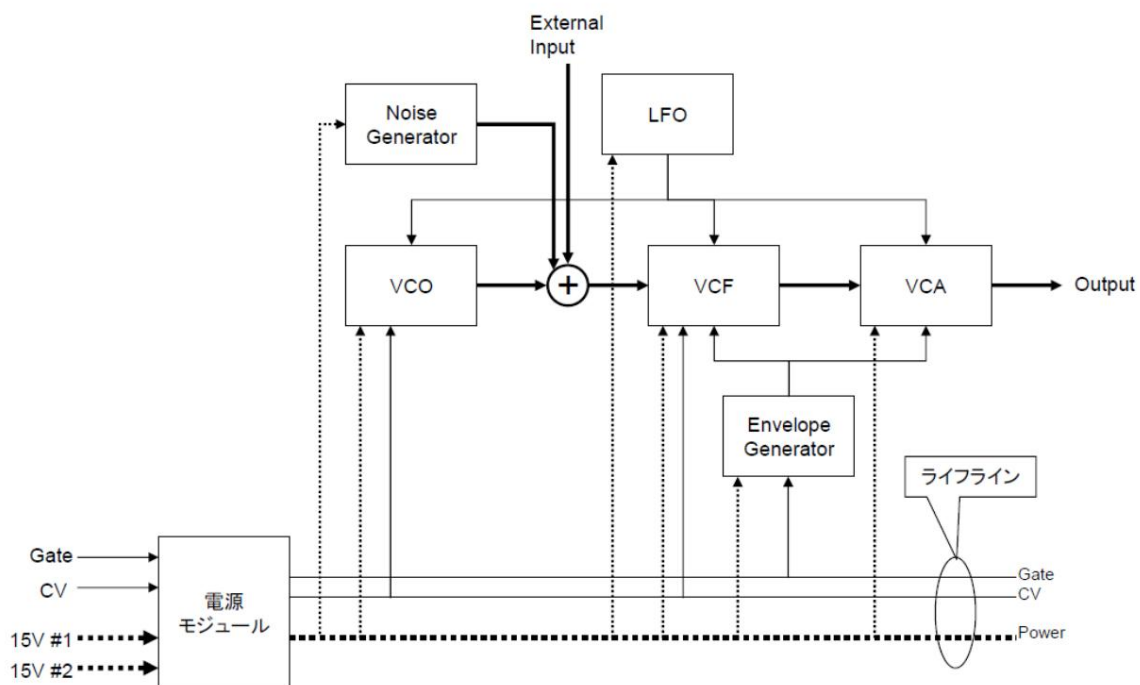 External
Input
Noise
Generator
LFO
VCO
+
VCF
VCA
Output
Envelope
Generator
ライフライン
Gate
CV
15V #1
15V #2
電源
モジュール
Gate
CV
Power